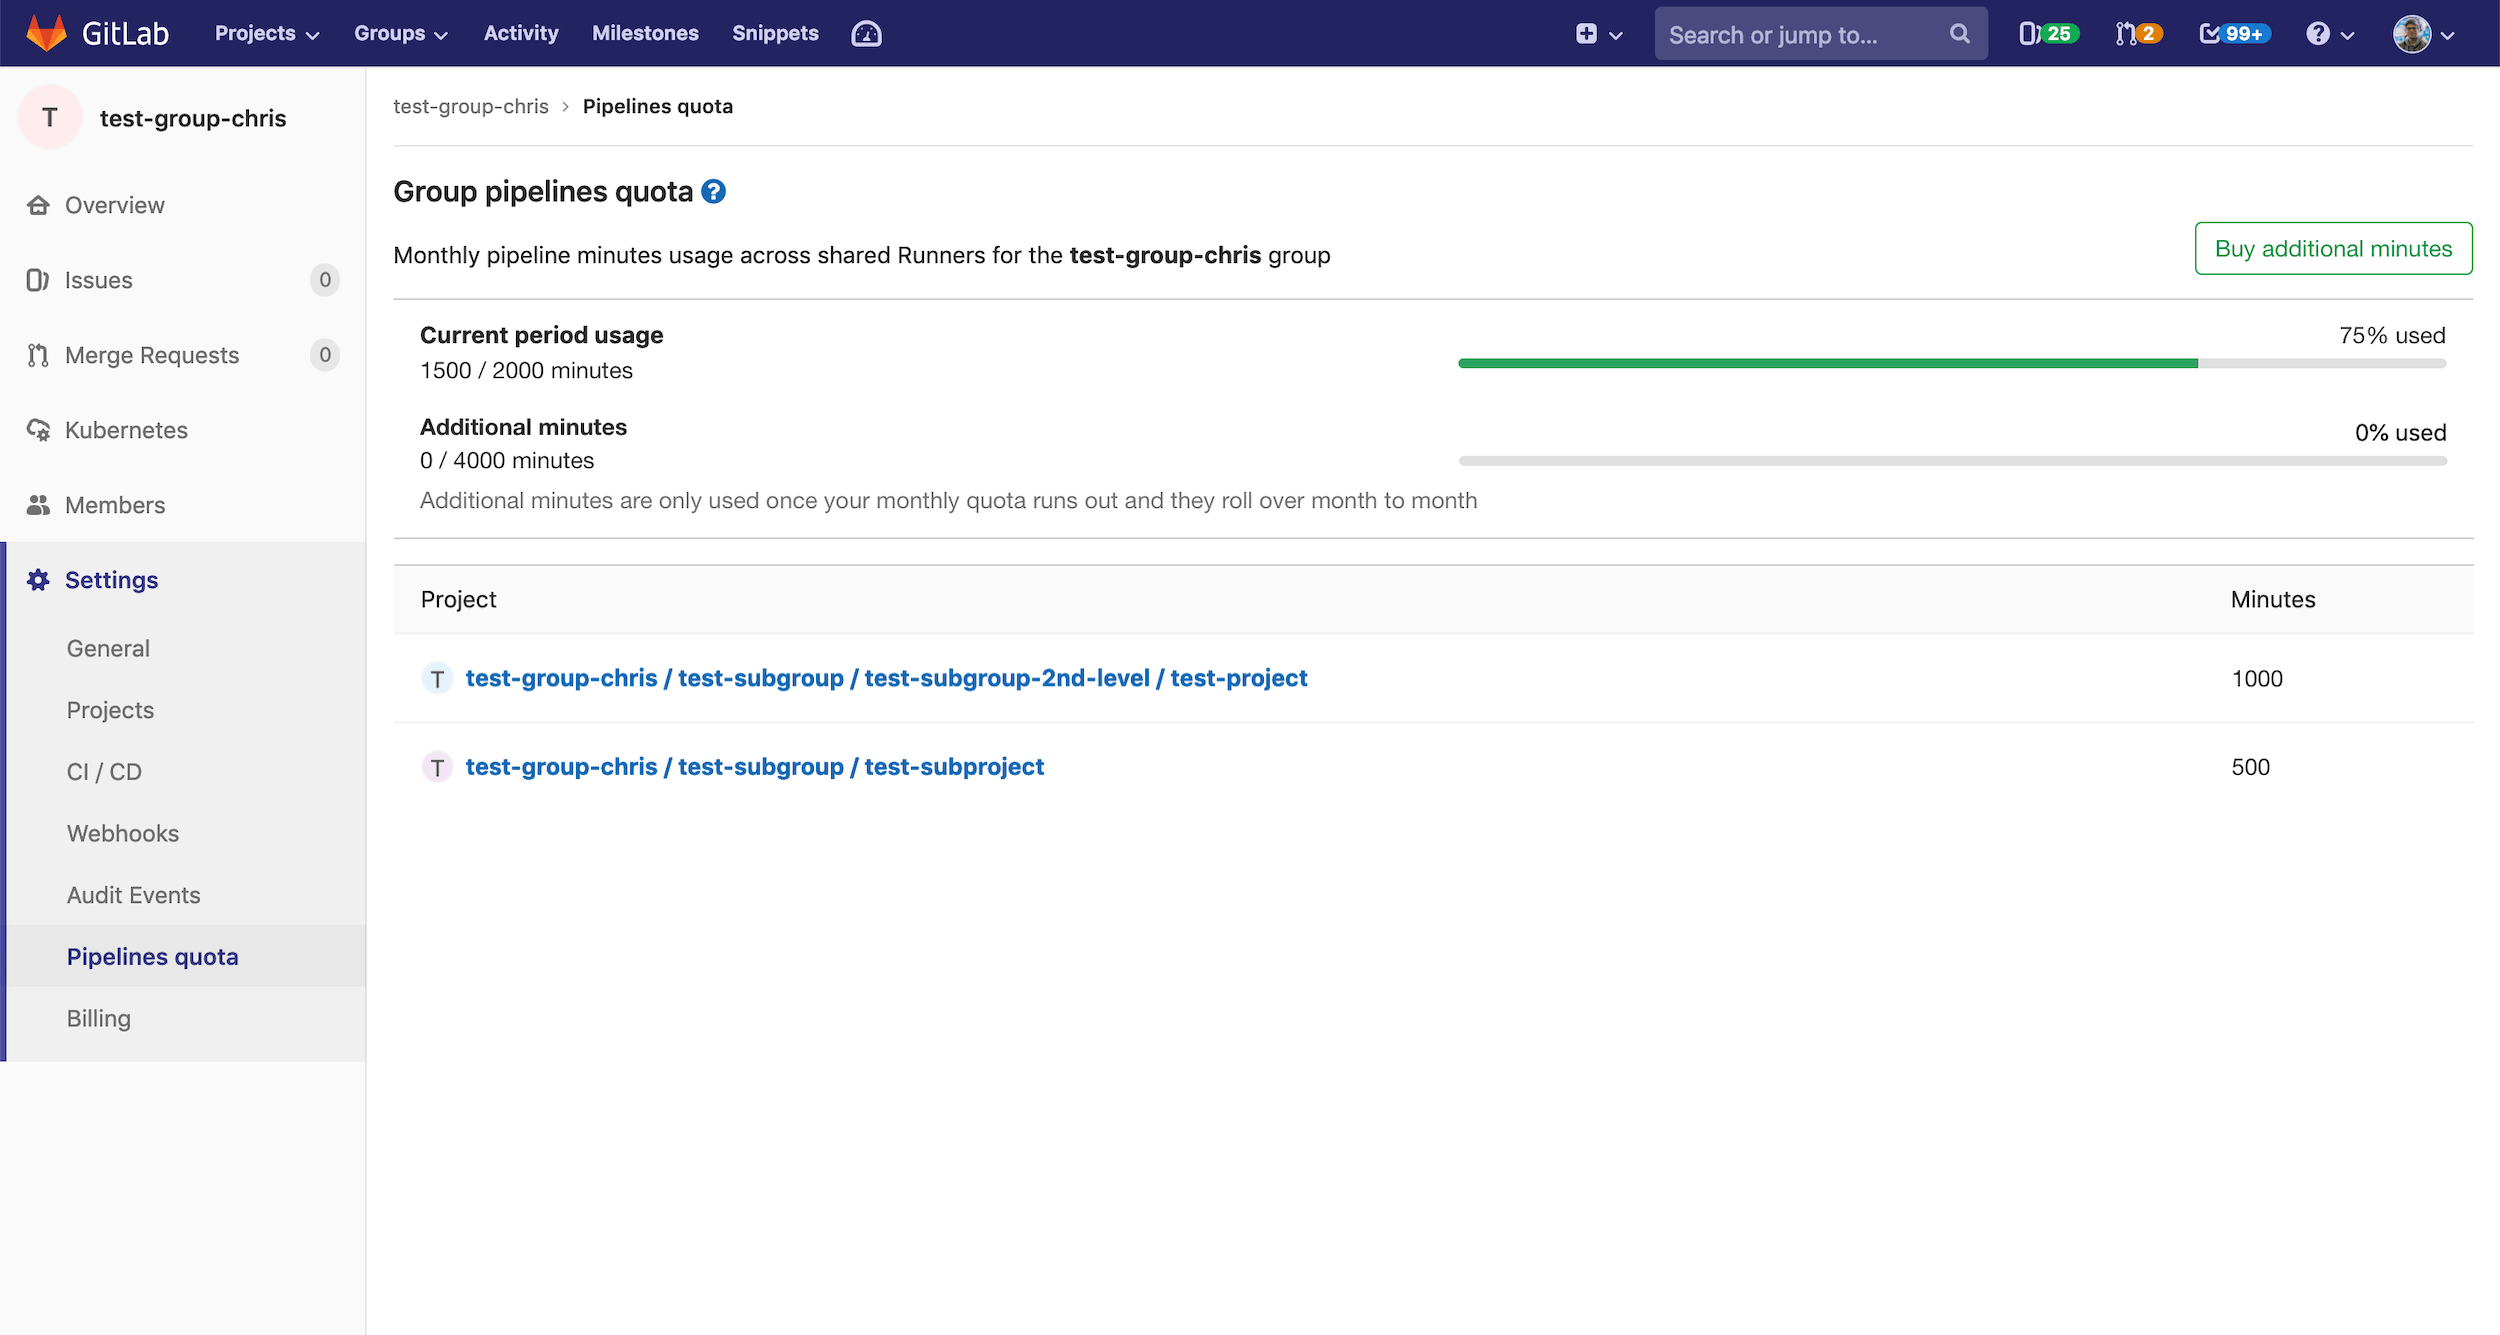 GitLab Projects Groups Activity Milestones Snippets Search or jump to... 25 2 99+
T test-group-chris
Overview
Issues 0
Merge Requests 0
Kubernetes
Members
Settings
General
Projects
CI / CD
Webhooks
Audit Events
Pipelines quota
Billing
test-group-chris › Pipelines quota
Group pipelines quota ?
Monthly pipeline minutes usage across shared Runners for the test-group-chris group
Buy additional minutes
Current period usage
1500 / 2000 minutes
75% used
Additional minutes
0 / 4000 minutes
0% used
Additional minutes are only used once your monthly quota runs out and they roll over month to month
Project Minutes
T test-group-chris / test-subgroup / test-subgroup-2nd-level / test-project 1000
T test-group-chris / test-subgroup / test-subproject 500